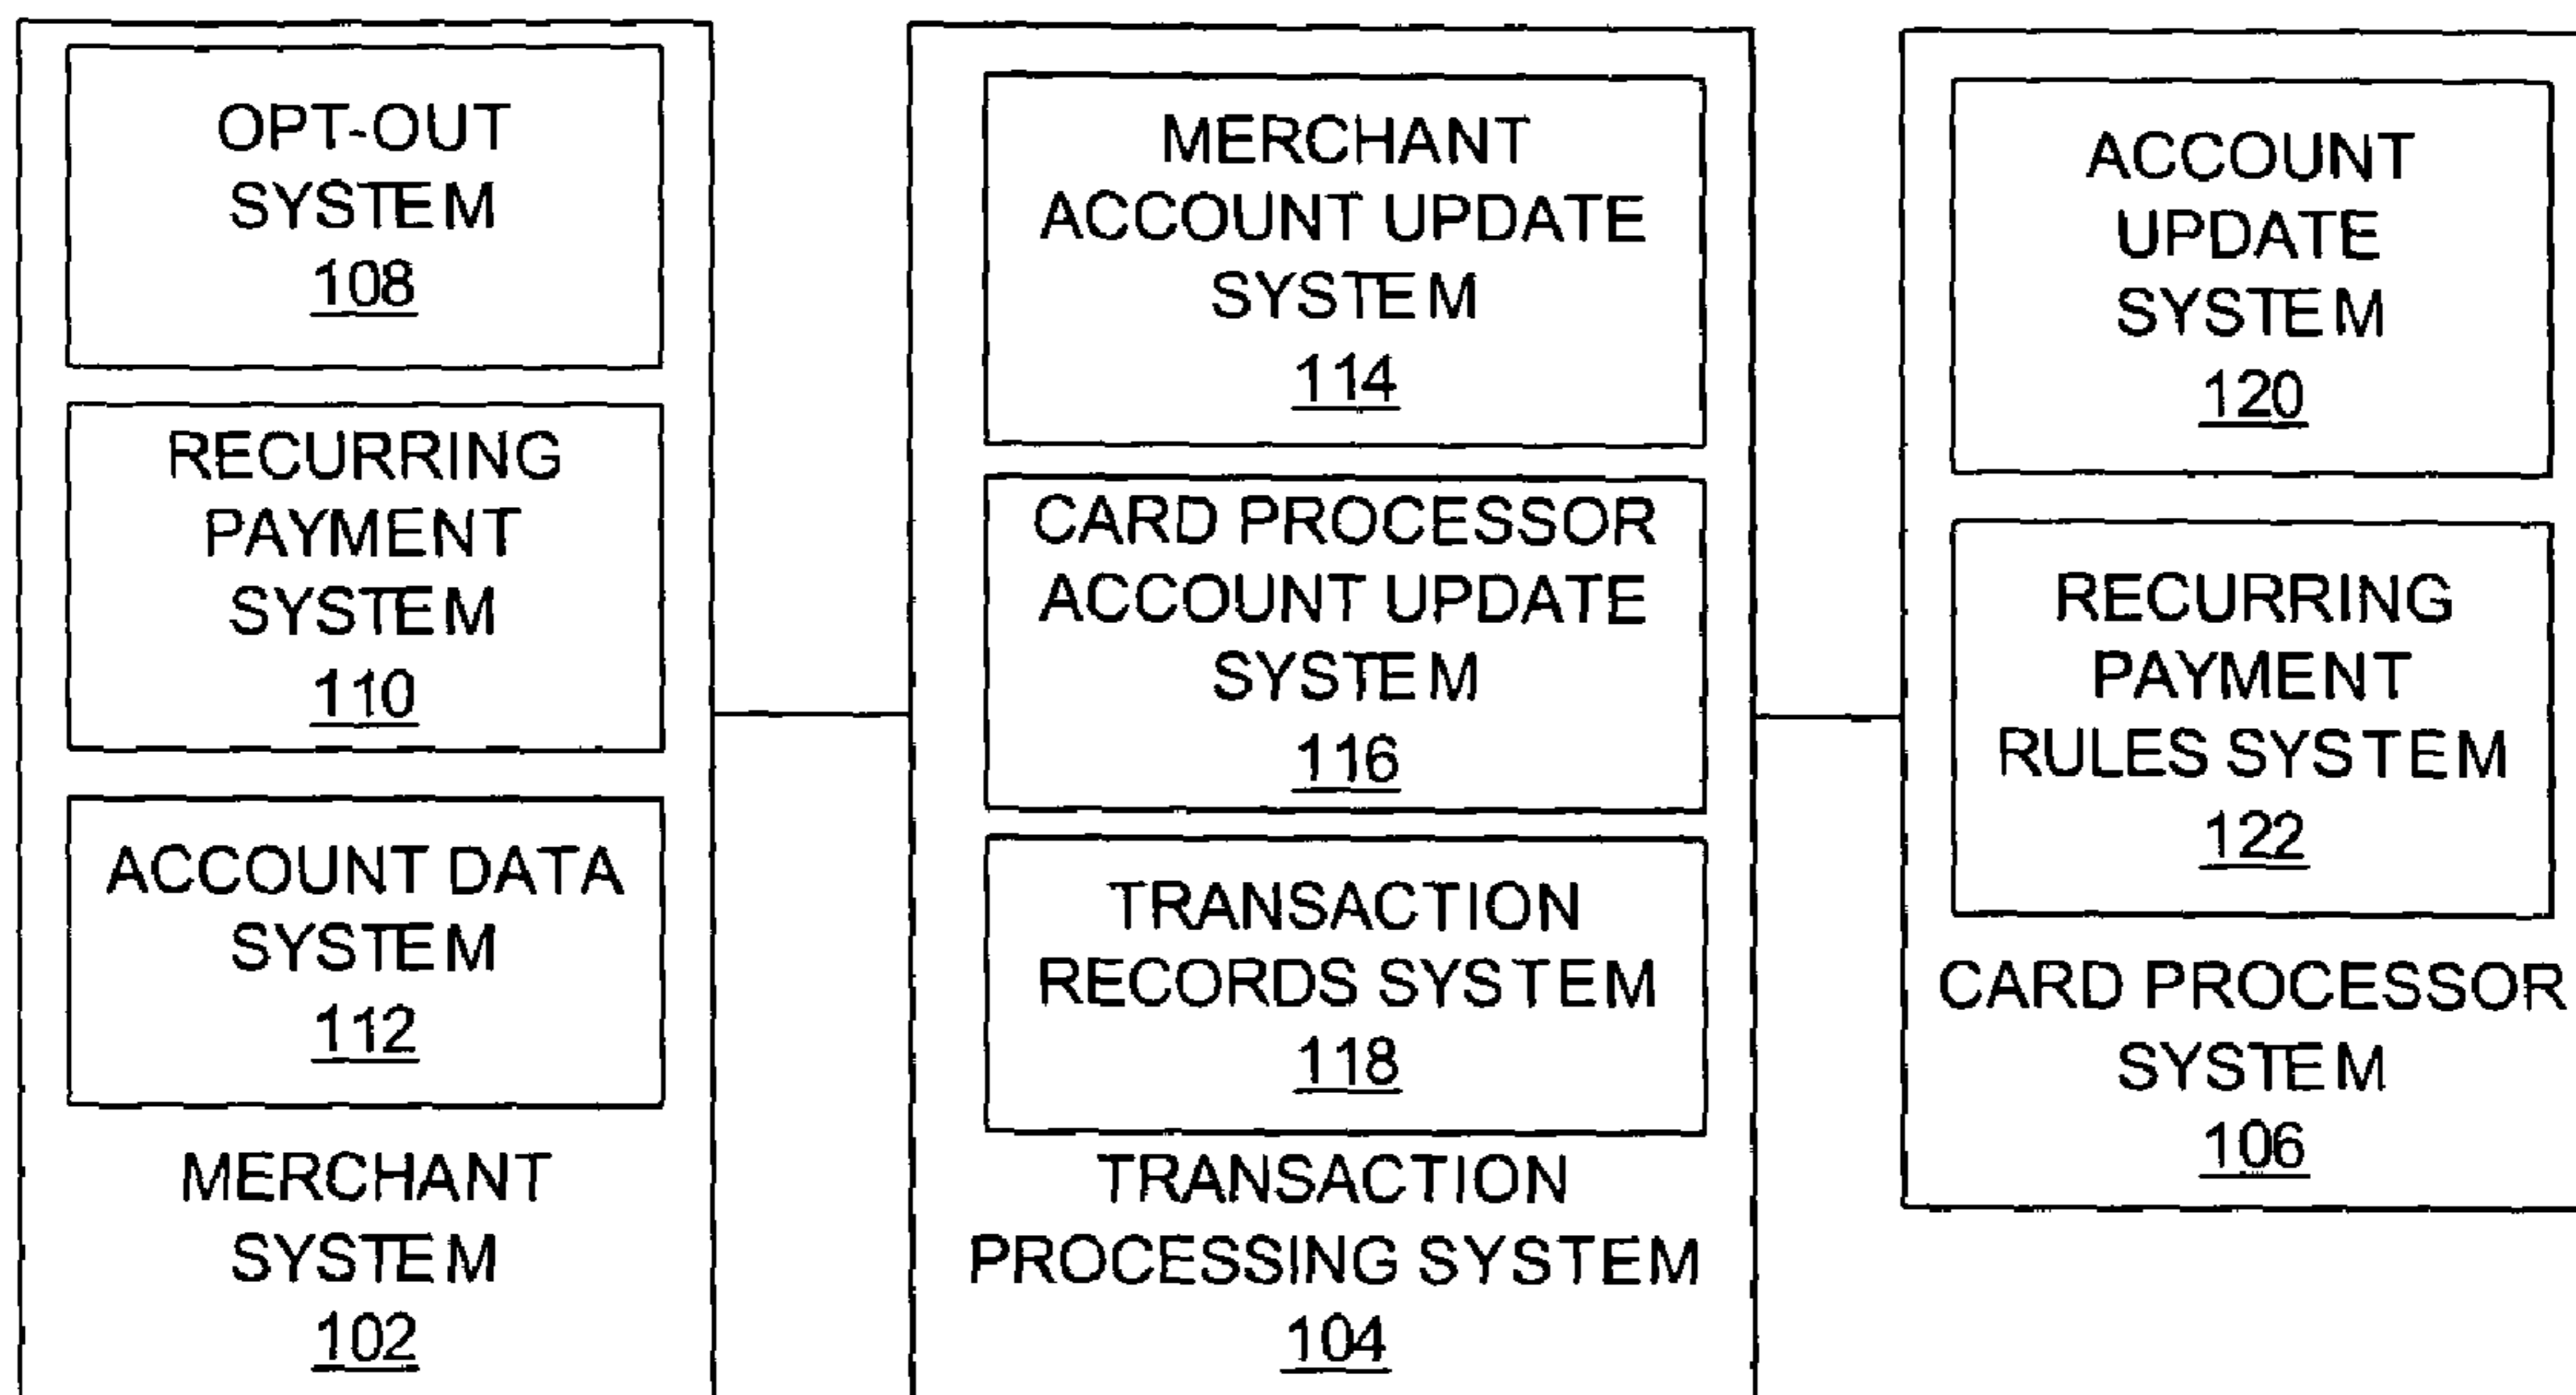 OPT-OUT
SYSTEM
108
RECURRING
PAYMENT
SYSTEM
110
ACCOUNT DATA
SYSTEM
112
MERCHANT
SYSTEM
102
MERCHANT
ACCOUNT UPDATE
SYSTEM
114
CARD PROCESSOR
ACCOUNT UPDATE
SYSTEM
116
TRANSACTION
RECORDS SYSTEM
118
TRANSACTION
PROCESSING SYSTEM
104
ACCOUNT
UPDATE
SYSTEM
120
RECURRING
PAYMENT
RULES SYSTEM
122
CARD PROCESSOR
SYSTEM
106